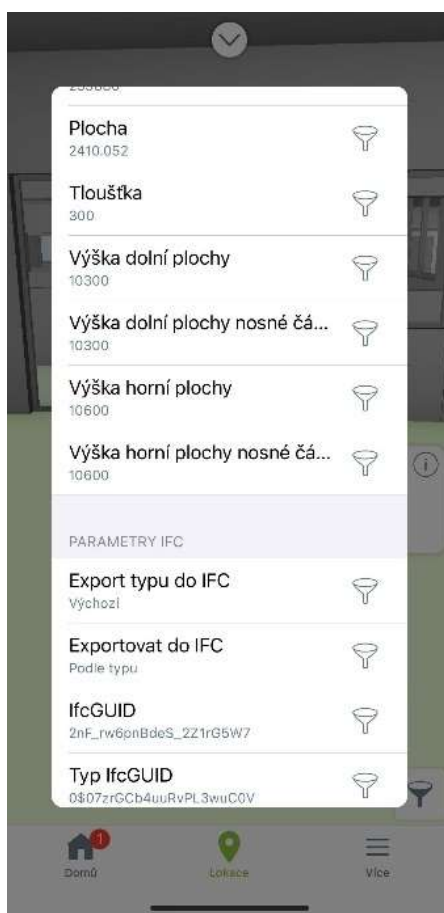 Plocha
2410.052
Tloušťka
300
Výška dolní plochy
10300
Výška dolní plochy nosné čá...
10300
Výška horní plochy
10600
Výška horní plochy nosné čá...
10600
PARAMETRY IFC
Export typu do IFC
Výchozí
Exportovat do IFC
Podle typu
IfcGUID
2nF_rw6pnBdeS_2Z1rG5W7
Typ IfcGUID
0$07zrGCb4uuRvPL3wuC0V
1
Domů
Lokace
Více